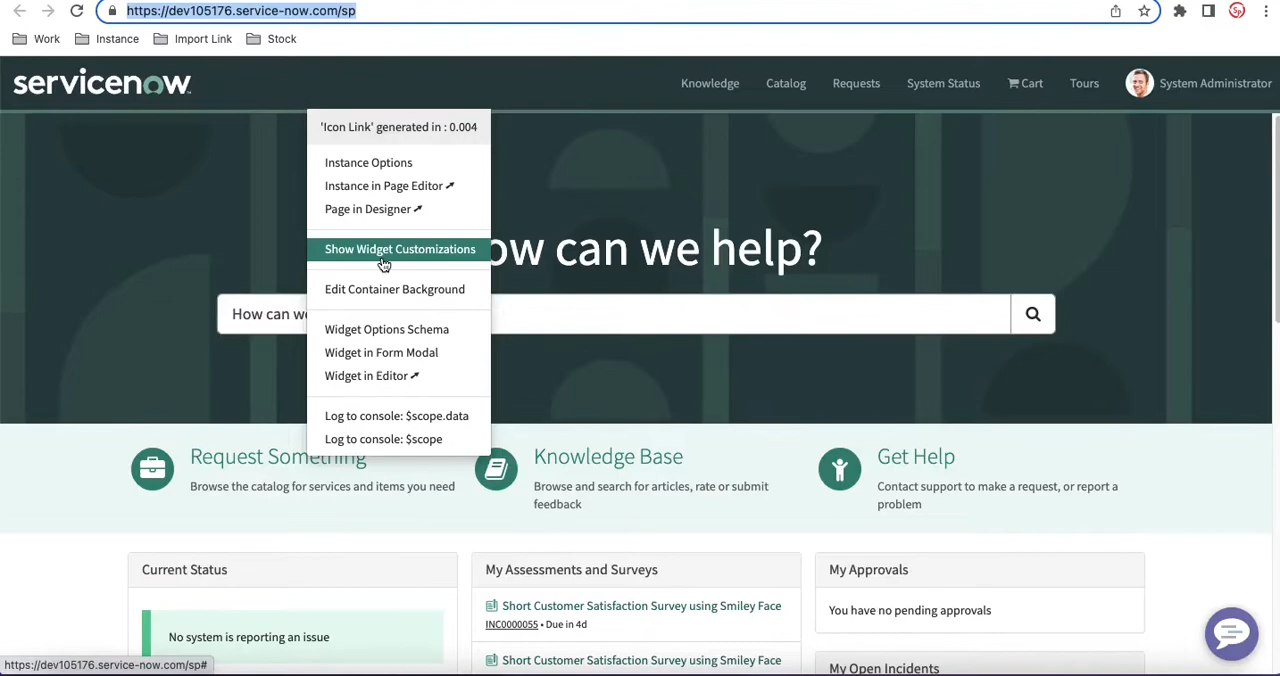 https://dev105176.service-now.com/sp
Sp
Work
Instance
Import Link
Stock
servicenow
Knowledge
Catalog
Requests
System Status
Cart
Tours
System Administrator
'Icon Link' generated in : 0.004
Instance Options
Instance in Page Editor
Page in Designer
Show Widget Customizations
Edit Container Background
Widget Options Schema
Widget in Form Modal
Widget in Editor
Log to console: $scope.data
Log to console: $scope
ow can we help?
How can we
Request Something
Browse the catalog for services and items you need
Knowledge Base
Browse and search for articles, rate or submit
feedback
Get Help
Contact support to make a request, or report a
problem
Current Status
No system is reporting an issue
My Assessments and Surveys
Short Customer Satisfaction Survey using Smiley Face
INC0000055 • Due in 4d
Short Customer Satisfaction Survey using Smiley Face
My Approvals
You have no pending approvals
My Open Incidents
https://dev105176.service-now.com/sp#